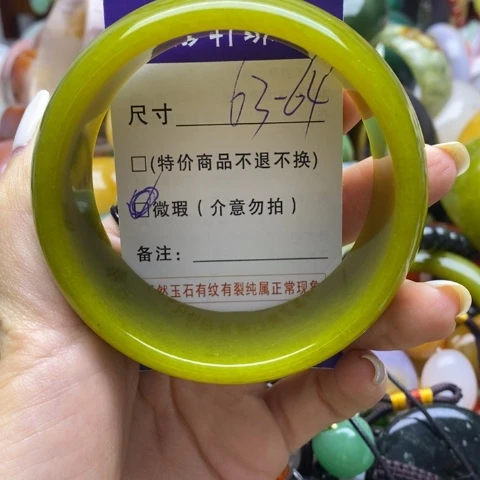 尺寸 63-64
□(特价商品不退不换)
☑微瑕(介意勿拍)
备注:
然玉石有纹有裂纯属正常现象